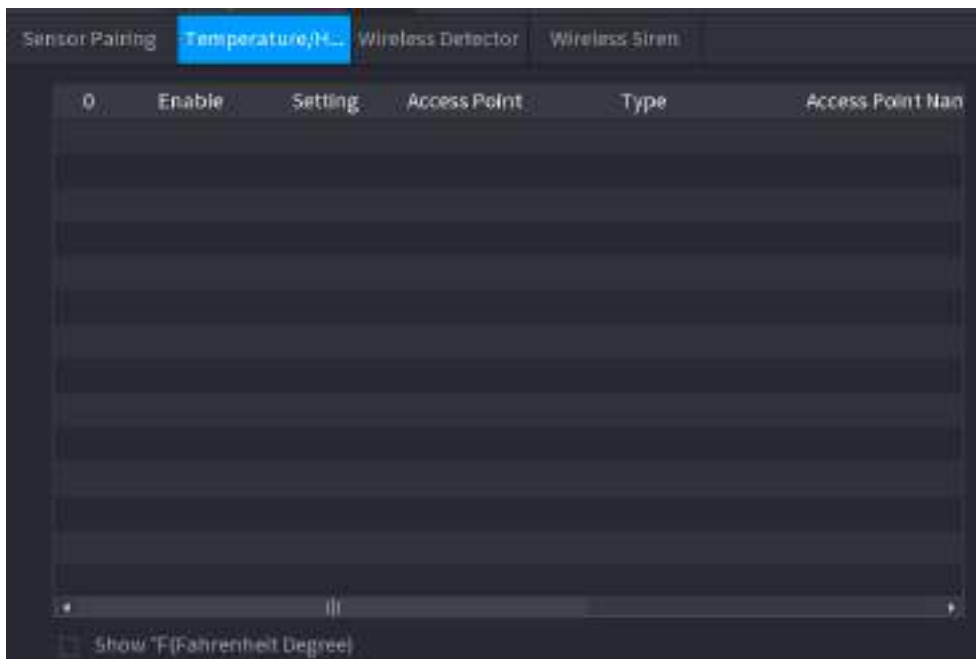 Sensor Pairing Temperature/H... Wireless Detector Wireless Siren
0 Enable Setting Access Point Type Access Point Nan
Show °F(Fahrenheit Degree)